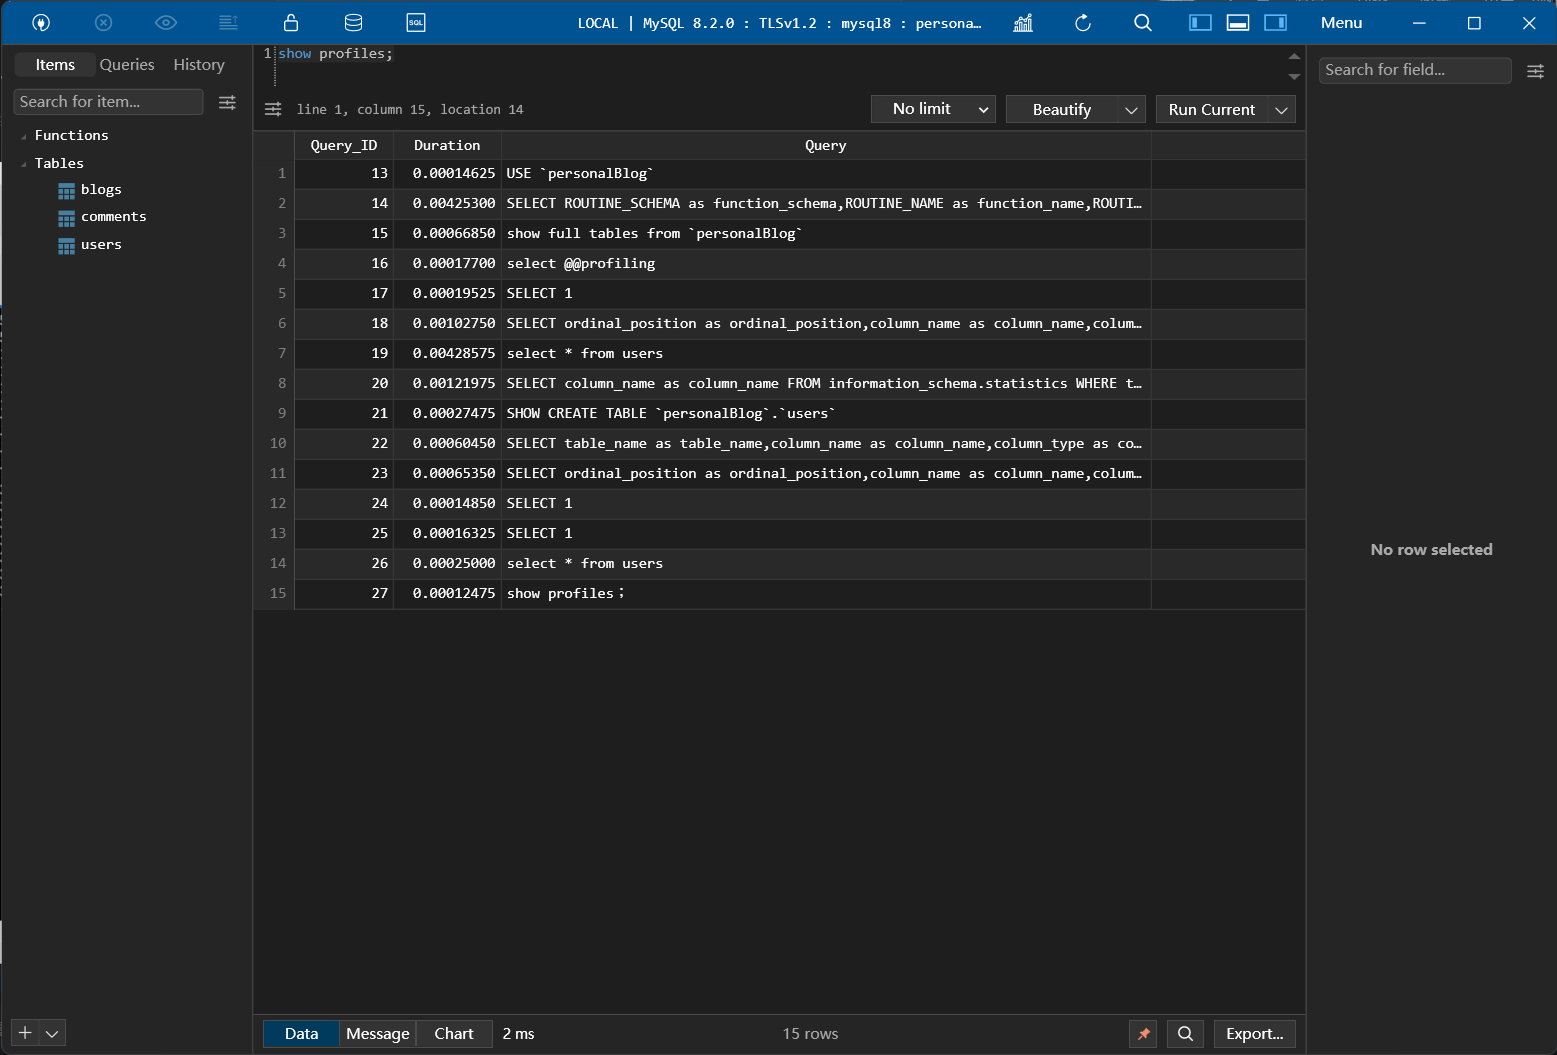 SQL
LOCAL | MySQL 8.2.0 : TLSv1.2 : mysql8 : persona…
Menu
Items Queries History
Search for item...
Functions
Tables
blogs
comments
users
1 show profiles;
line 1, column 15, location 14
No limit
Beautify
Run Current
Search for field...
Query_ID Duration Query
1 13 0.00014625 USE `personalBlog`
2 14 0.00425300 SELECT ROUTINE_SCHEMA as function_schema,ROUTINE_NAME as function_name,ROUTI…
3 15 0.00066850 show full tables from `personalBlog`
4 16 0.00017700 select @@profiling
5 17 0.00019525 SELECT 1
6 18 0.00102750 SELECT ordinal_position as ordinal_position,column_name as column_name,colum…
7 19 0.00428575 select * from users
8 20 0.00121975 SELECT column_name as column_name FROM information_schema.statistics WHERE t…
9 21 0.00027475 SHOW CREATE TABLE `personalBlog`.`users`
10 22 0.00060450 SELECT table_name as table_name,column_name as column_name,column_type as co…
11 23 0.00065350 SELECT ordinal_position as ordinal_position,column_name as column_name,colum…
12 24 0.00014850 SELECT 1
13 25 0.00016325 SELECT 1
14 26 0.00025000 select * from users
15 27 0.00012475 show profiles；
No row selected
Data Message Chart 2 ms
15 rows
Export...